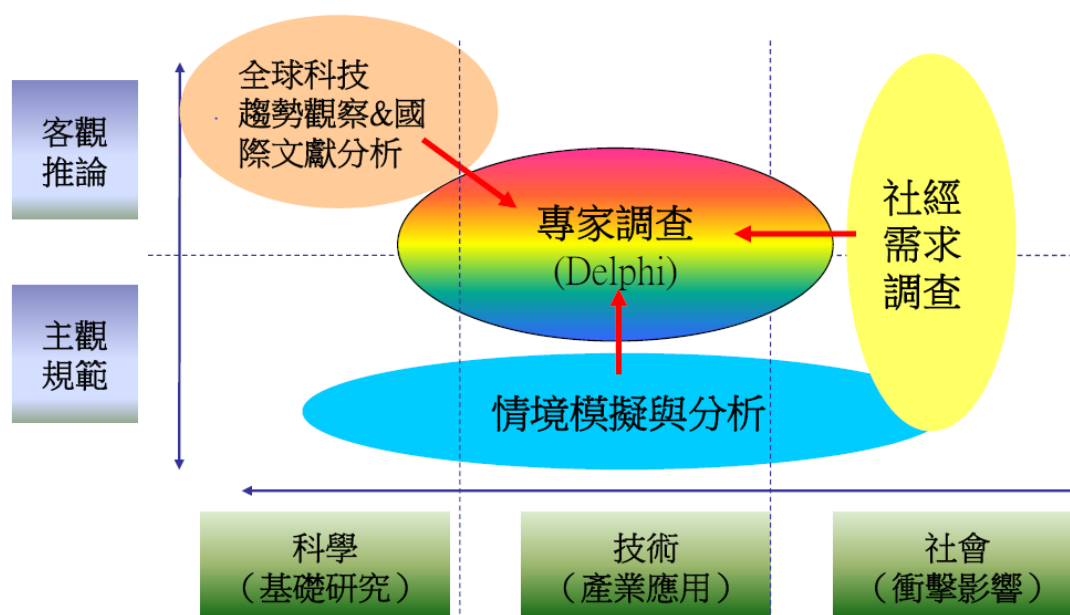 客觀
推論
主觀
規範
全球科技
趨勢觀察&國
際文獻分析
專家調查
(Delphi)
社經
需求
調查
情境模擬與分析
科學
（基礎研究）
技術
（產業應用）
社會
（衝擊影響）